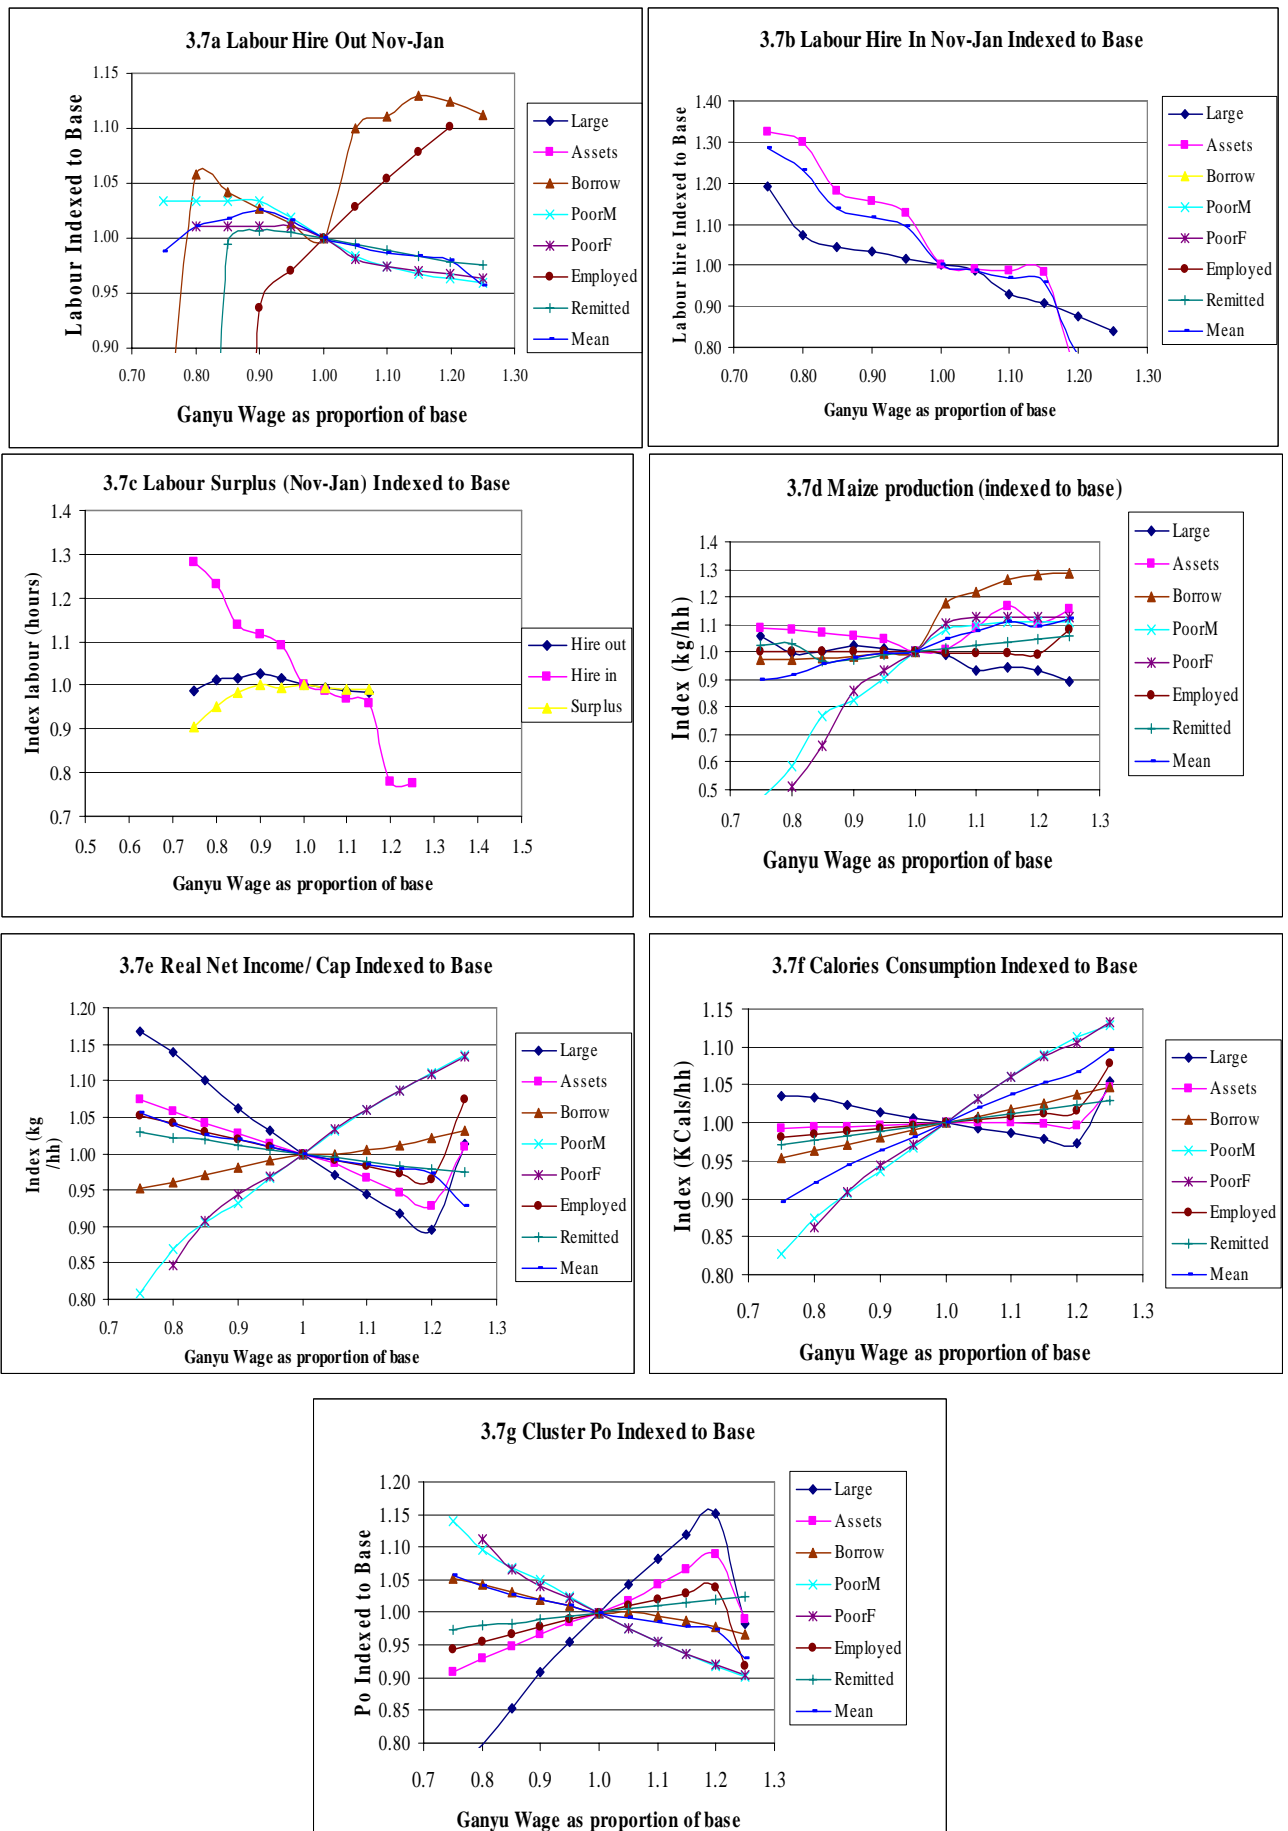 3.7a Labour Hire Out Nov-Jan
Labour Indexed to Base
1.15
1.10
1.05
1.00
0.95
0.90
0.70 0.80 0.90 1.00 1.10 1.20 1.30
Ganyu Wage as proportion of base
Large
Assets
Borrow
PoorM
PoorF
Employed
Remitted
Mean
3.7b Labour Hire In Nov-Jan Indexed to Base
Labour hire Indexed to Base
1.40
1.30
1.20
1.10
1.00
0.90
0.80
0.70 0.80 0.90 1.00 1.10 1.20 1.30
Ganyu Wage as proportion of base
Large
Assets
Borrow
PoorM
PoorF
Employed
Remitted
Mean
3.7c Labour Surplus (Nov-Jan) Indexed to Base
Index labour (hours)
1.4
1.3
1.2
1.1
1.0
0.9
0.8
0.7
0.5 0.6 0.7 0.8 0.9 1.0 1.1 1.2 1.3 1.4 1.5
Ganyu Wage as proportion of base
Hire out
Hire in
Surplus
3.7d Maize production (indexed to base)
Index (kg/hh)
1.4
1.3
1.2
1.1
1.0
0.9
0.8
0.7
0.6
0.5
0.7 0.8 0.9 1.0 1.1 1.2 1.3
Ganyu Wage as proportion of base
Large
Assets
Borrow
PoorM
PoorF
Employed
Remitted
Mean
3.7e Real Net Income/ Cap Indexed to Base
Index (kg
/hh)
1.20
1.15
1.10
1.05
1.00
0.95
0.90
0.85
0.80
0.7 0.8 0.9 1 1.1 1.2 1.3
Ganyu Wage as proportion of base
Large
Assets
Borrow
PoorM
PoorF
Employed
Remitted
Mean
3.7f Calories Consumption Indexed to Base
Index (KCals/hh)
1.15
1.10
1.05
1.00
0.95
0.90
0.85
0.80
0.7 0.8 0.9 1.0 1.1 1.2 1.3
Ganyu Wage as proportion of base
Large
Assets
Borrow
PoorM
PoorF
Employed
Remitted
Mean
3.7g Cluster Po Indexed to Base
Po Indexed to Base
1.20
1.15
1.10
1.05
1.00
0.95
0.90
0.85
0.80
0.7 0.8 0.9 1.0 1.1 1.2 1.3
Ganyu Wage as proportion of base
Large
Assets
Borrow
PoorM
PoorF
Employed
Remitted
Mean